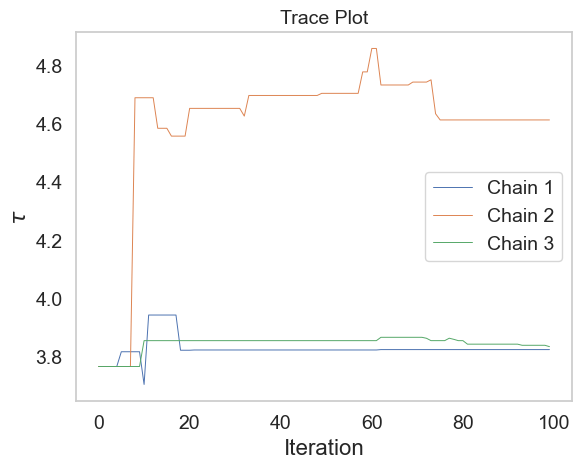 Trace Plot
4.8
4.6
4.4
4.2
4.0
3.8
τ
Chain 1
Chain 2
Chain 3
0 20 40 60 80 100
Iteration